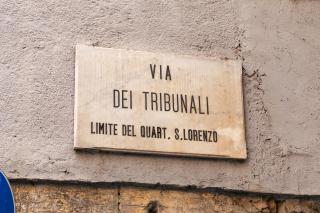 VIA
DEI TRIBUNALI
LIMITE DEL QUART. S.LORENZO